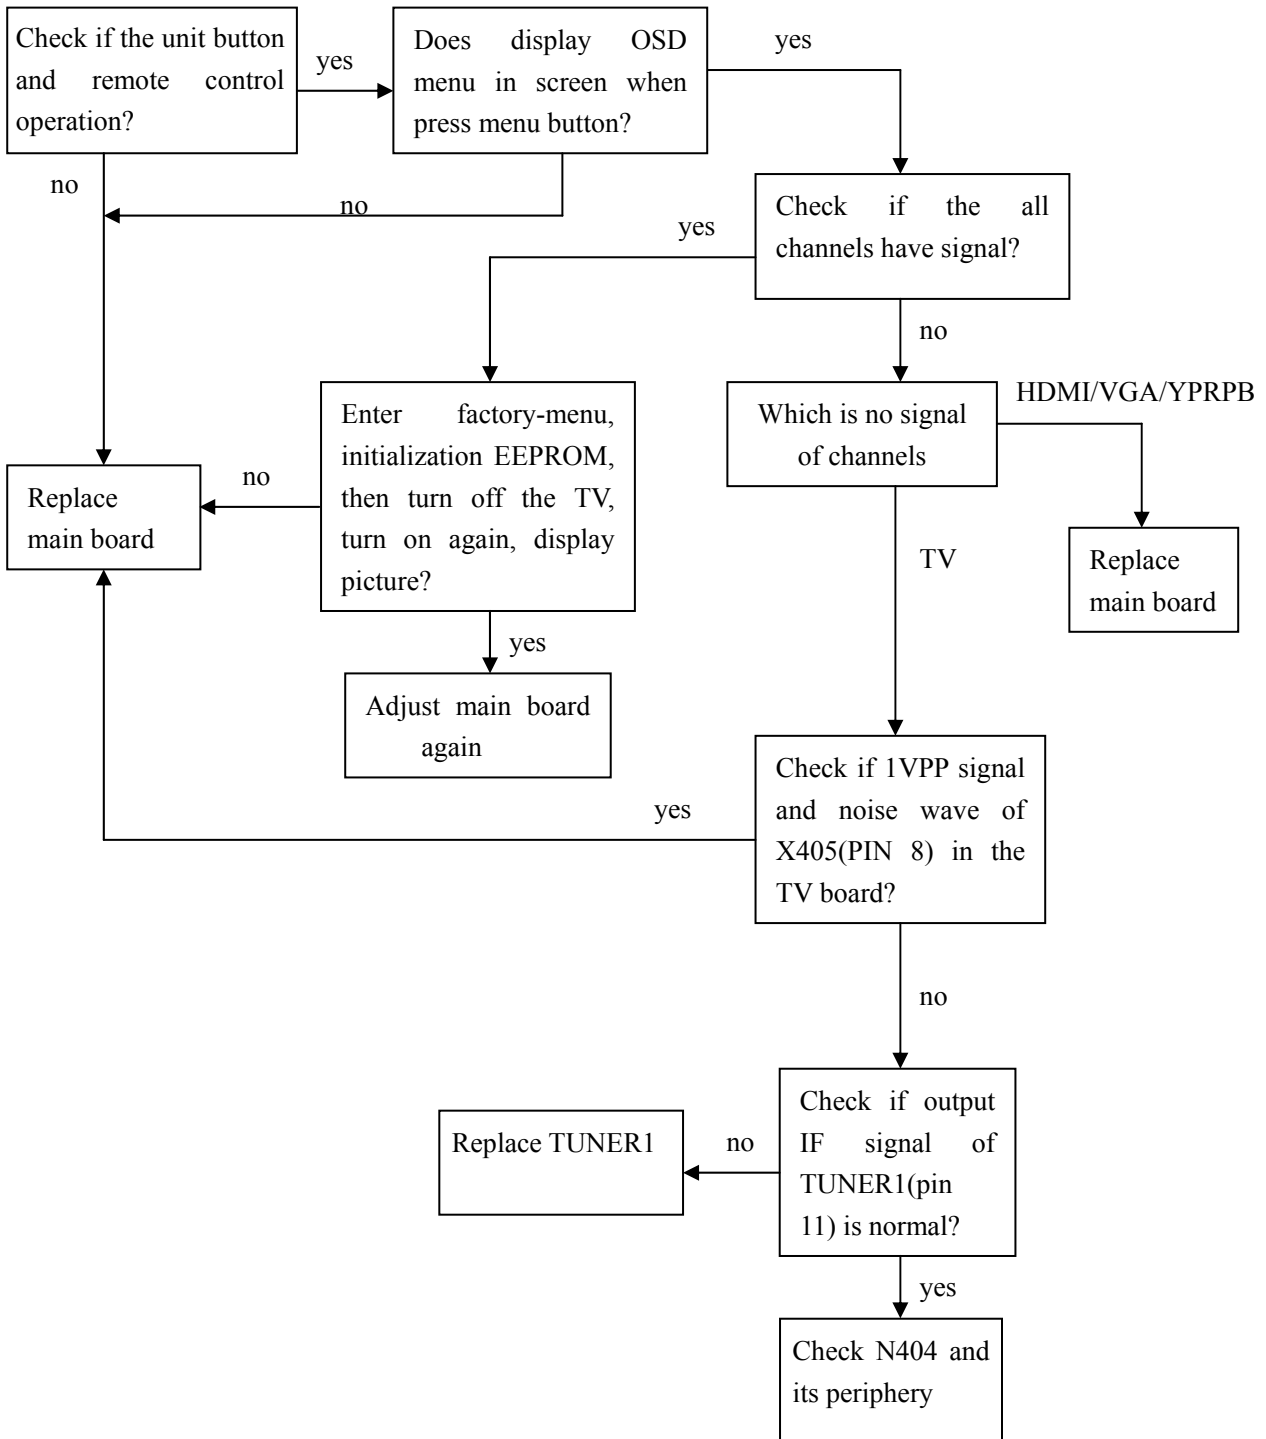 Check if the unit button
and remote control
operation?
yes
Does display OSD
menu in screen when
press menu button?
yes
no
no
Check if the all
channels have signal?
yes
no
Enter factory-menu,
initialization EEPROM,
then turn off the TV,
turn on again, display
picture?
Which is no signal
of channels
HDMI/VGA/YPRPB
Replace
main board
no
TV
Replace
main board
yes
Adjust main board
again
Check if 1VPP signal
and noise wave of
X405(PIN 8) in the
TV board?
yes
no
Check if output
IF signal of
TUNER1(pin
11) is normal?
Replace TUNER1
no
yes
Check N404 and
its periphery